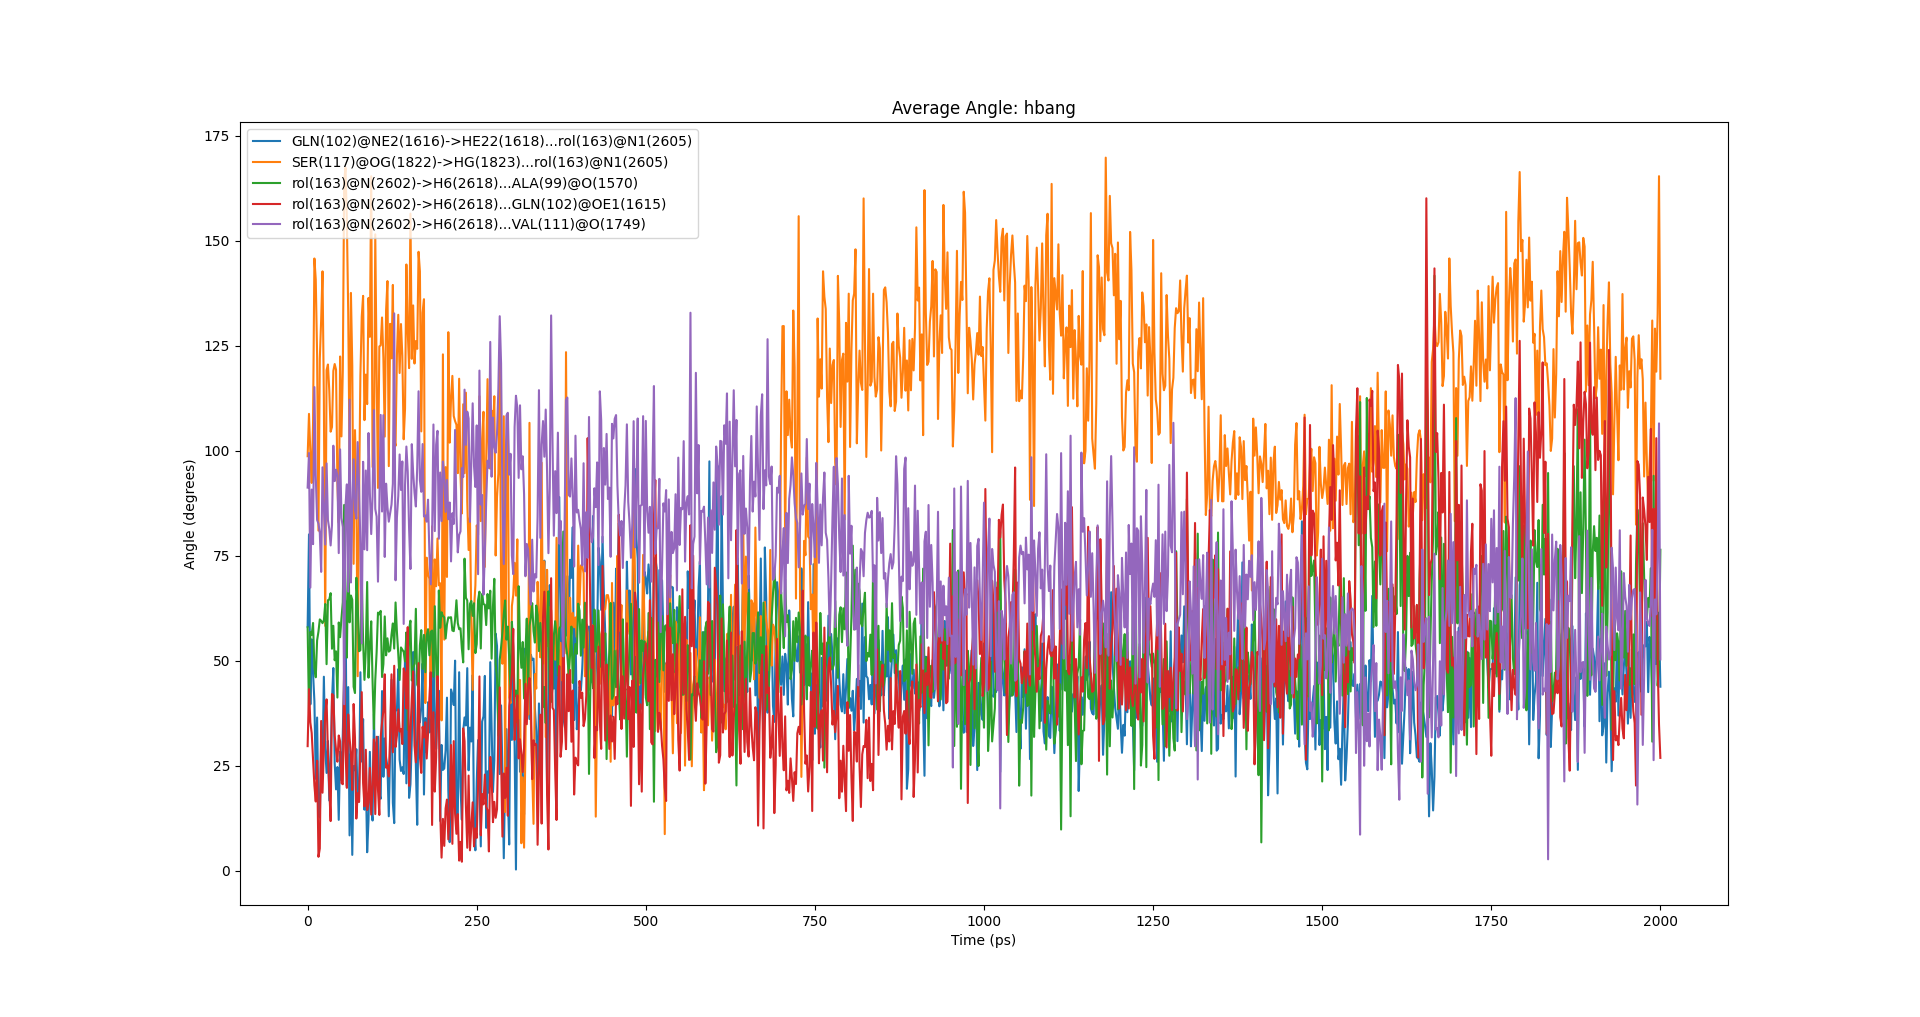 Average Angle: hbang
GLN(102)@NE2(1616)->HE22(1618)...rol(163)@N1(2605)
SER(117)@OG(1822)->HG(1823)...rol(163)@N1(2605)
rol(163)@N(2602)->H6(2618)...ALA(99)@O(1570)
rol(163)@N(2602)->H6(2618)...GLN(102)@OE1(1615)
rol(163)@N(2602)->H6(2618)...VAL(111)@O(1749)
175
150
125
100
75
50
25
0
Angle (degrees)
0 250 500 750 1000 1250 1500 1750 2000
Time (ps)